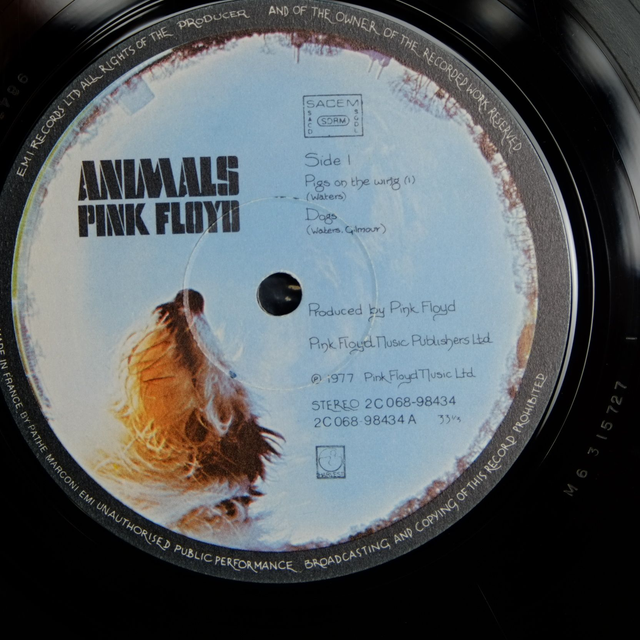 EMI RECORDS LTD ALL RIGHTS OF THE PRODUCER AND OF THE OWNER OF THE RECORDED WORK RESERVED
SACEM
SDRM
ANIMALS
PINK FLOYD
Side 1
Pigs on the wing (1)
(Waters)
Dogs
(Waters, Gilmour)
Produced by Pink Floyd
Pink Floyd Music Publishers Ltd.
℗ 1977 Pink Floyd Music Ltd.
STEREO 2C 068-98434
2C 068 98434 A 33⅓
MADE IN FRANCE BY PATHE MARCONI EMI UNAUTHORISED PUBLIC PERFORMANCE, BROADCASTING AND COPYING OF THIS RECORD PROHIBITED
M6 315727 1